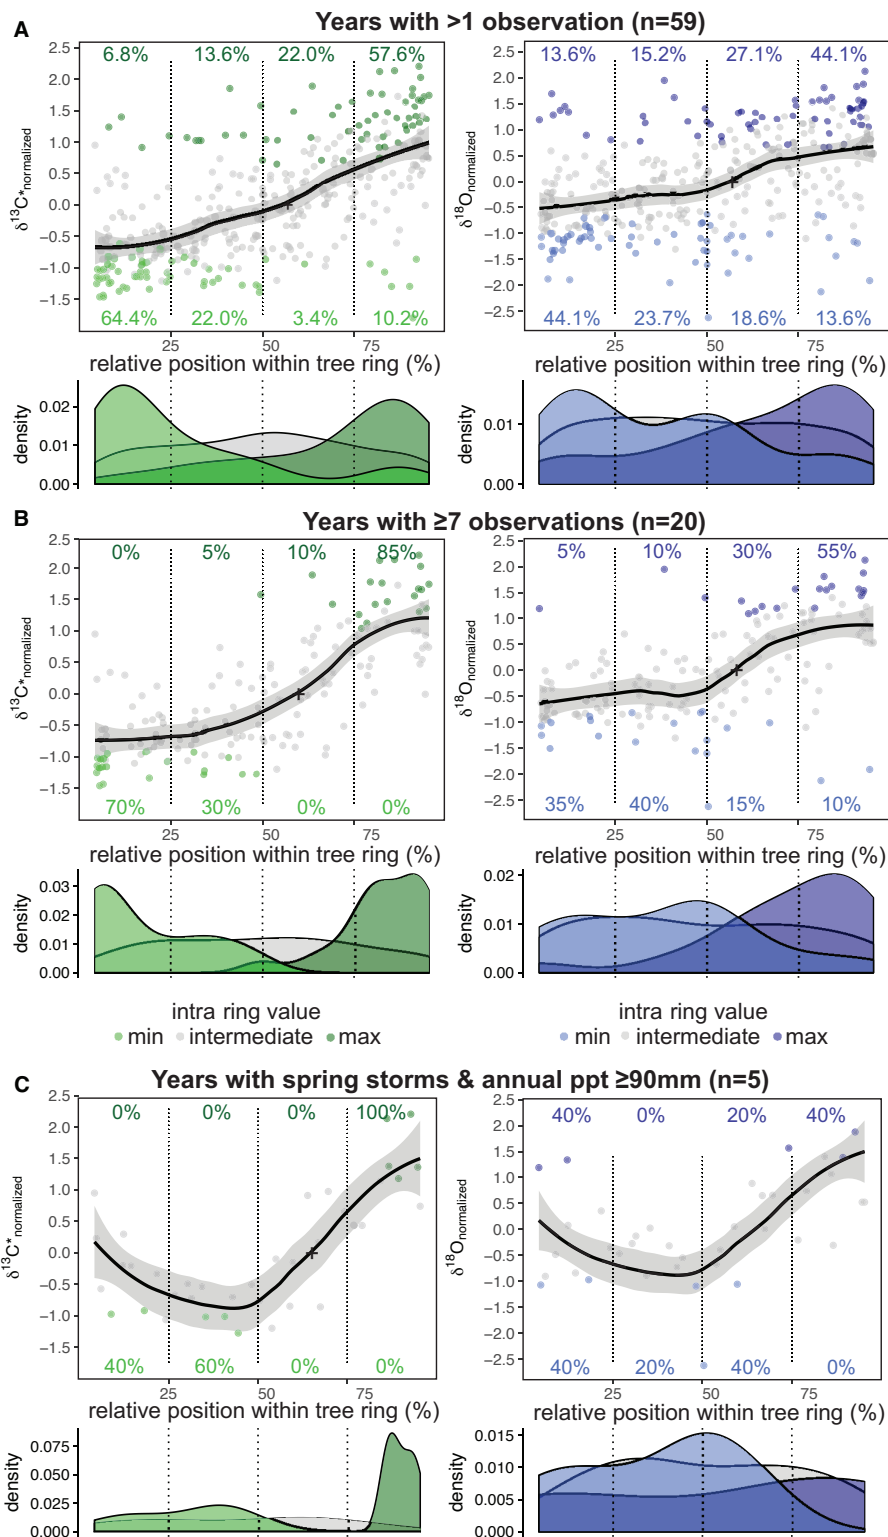 A
Years with >1 observation (n=59)
6.8% 13.6% 22.0% 57.6%
2.5
2.0
1.5
1.0
0.5
0.0
−0.5
−1.0
−1.5
δ13C*normalized
64.4% 22.0% 3.4% 10.2%
25 50 75
relative position within tree ring (%)
13.6% 15.2% 27.1% 44.1%
2.5
2.0
1.5
1.0
0.5
0.0
−0.5
−1.0
−1.5
−2.0
−2.5
δ18Onormalized
44.1% 23.7% 18.6% 13.6%
25 50 75
relative position within tree ring (%)
density
0.02
0.01
0.00
density
0.01
0.00
B
Years with ≥7 observations (n=20)
0% 5% 10% 85%
2.5
2.0
1.5
1.0
0.5
0.0
−0.5
−1.0
−1.5
δ13C*normalized
70% 30% 0% 0%
25 50 75
relative position within tree ring (%)
5% 10% 30% 55%
2.5
2.0
1.5
1.0
0.5
0.0
−0.5
−1.0
−1.5
−2.0
−2.5
δ18Onormalized
35% 40% 15% 10%
25 50 75
relative position within tree ring (%)
density
0.03
0.02
0.01
0.00
density
0.02
0.01
0.00
intra ring value
min intermediate max
intra ring value
min intermediate max
C
Years with spring storms & annual ppt ≥90mm (n=5)
0% 0% 0% 100%
2.5
2.0
1.5
1.0
0.5
0.0
−0.5
−1.0
−1.5
δ13C*normalized
40% 60% 0% 0%
25 50 75
relative position within tree ring (%)
40% 0% 20% 40%
2.5
2.0
1.5
1.0
0.5
0.0
−0.5
−1.0
−1.5
−2.0
−2.5
δ18Onormalized
40% 20% 40% 0%
25 50 75
relative position within tree ring (%)
density
0.075
0.050
0.025
0.000
density
0.015
0.010
0.005
0.000